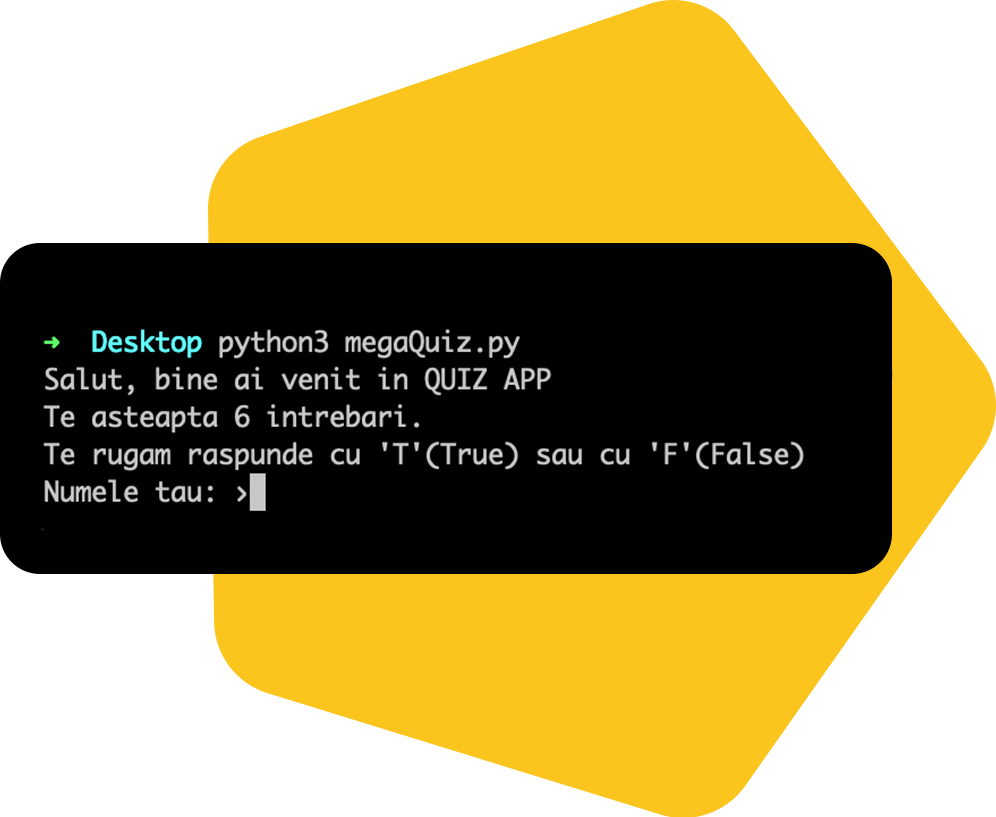 ➜ Desktop python3 megaQuiz.py
Salut, bine ai venit in QUIZ APP
Te asteapta 6 intrebari.
Te rugam raspunde cu 'T'(True) sau cu 'F'(False)
Numele tau: ›